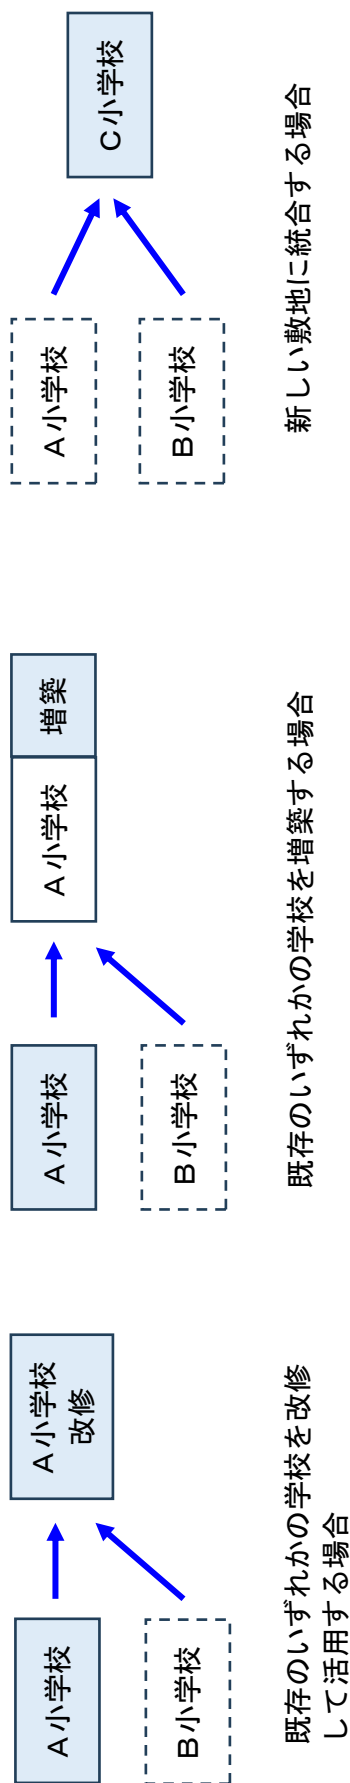 A小学校
B小学校
A小学校
改修
既存のいずれかの学校を改修
して活用する場合
A小学校
B小学校
A小学校
増築
既存のいずれかの学校を増築する場合
A小学校
B小学校
C小学校
新しい敷地に統合する場合